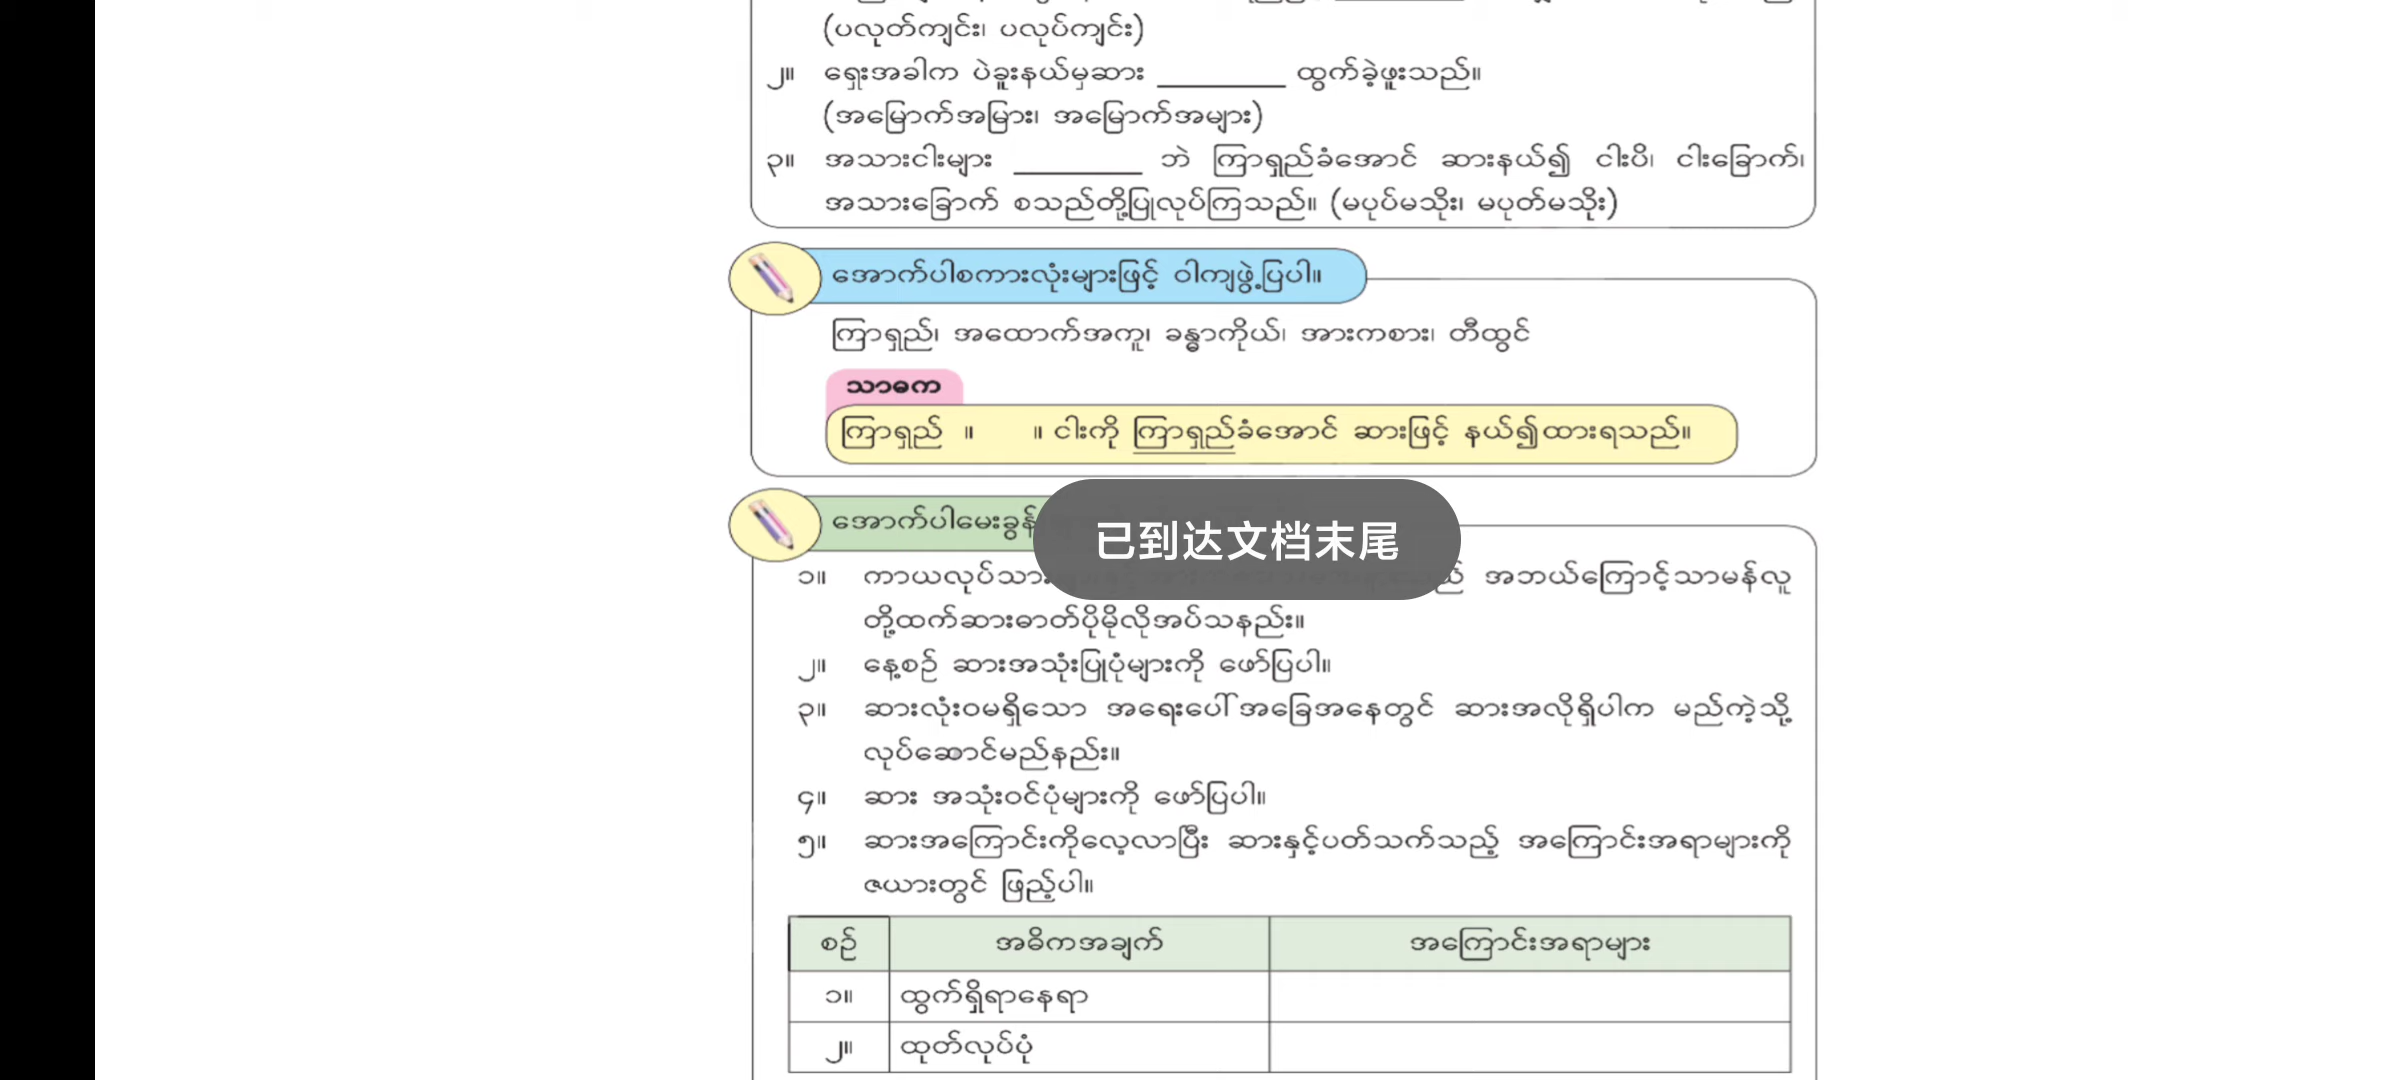 (ပလုတ်ကျင်း၊ ပလုပ်ကျင်း)
၂။ ရှေးအခါက ပဲခူးနယ်မှဆား ________ ထွက်ခဲ့ဖူးသည်။
(အမြောက်အမြား၊ အမြောက်အများ)
၃။ အသားငါးများ ________ ဘဲ ကြာရှည်ခံအောင် ဆားနယ်၍ ငါးပိ၊ ငါးခြောက်၊
အသားခြောက် စသည်တို့ပြုလုပ်ကြသည်။ (မပုပ်မသိုး၊ မပုတ်မသိုး)
အောက်ပါစကားလုံးများဖြင့် ဝါကျဖွဲ့ပြပါ။
ကြာရှည်၊ အထောက်အကူ၊ ခန္ဓာကိုယ်၊ အားကစား၊ တီထွင်
သာဓက
ကြာရှည် ။ ။ ငါးကို ကြာရှည်ခံအောင် ဆားဖြင့် နယ်၍ထားရသည်။
အောက်ပါမေးခွန်
已到达文档末尾
၁။ ကာယလုပ်သား အဘယ်ကြောင့်သာမန်လူ
တို့ထက်ဆားဓာတ်ပိုမိုလိုအပ်သနည်း။
၂။ နေ့စဉ် ဆားအသုံးပြုပုံများကို ဖော်ပြပါ။
၃။ ဆားလုံးဝမရှိသော အရေးပေါ်အခြေအနေတွင် ဆားအလိုရှိပါက မည်ကဲ့သို့
လုပ်ဆောင်မည်နည်း။
၄။ ဆား အသုံးဝင်ပုံများကို ဖော်ပြပါ။
၅။ ဆားအကြောင်းကိုလေ့လာပြီး ဆားနှင့်ပတ်သက်သည့် အကြောင်းအရာများကို
ဇယားတွင် ဖြည့်ပါ။
စဉ် အဓိကအချက် အကြောင်းအရာများ
၁။ ထွက်ရှိရာနေရာ
၂။ ထုတ်လုပ်ပုံ